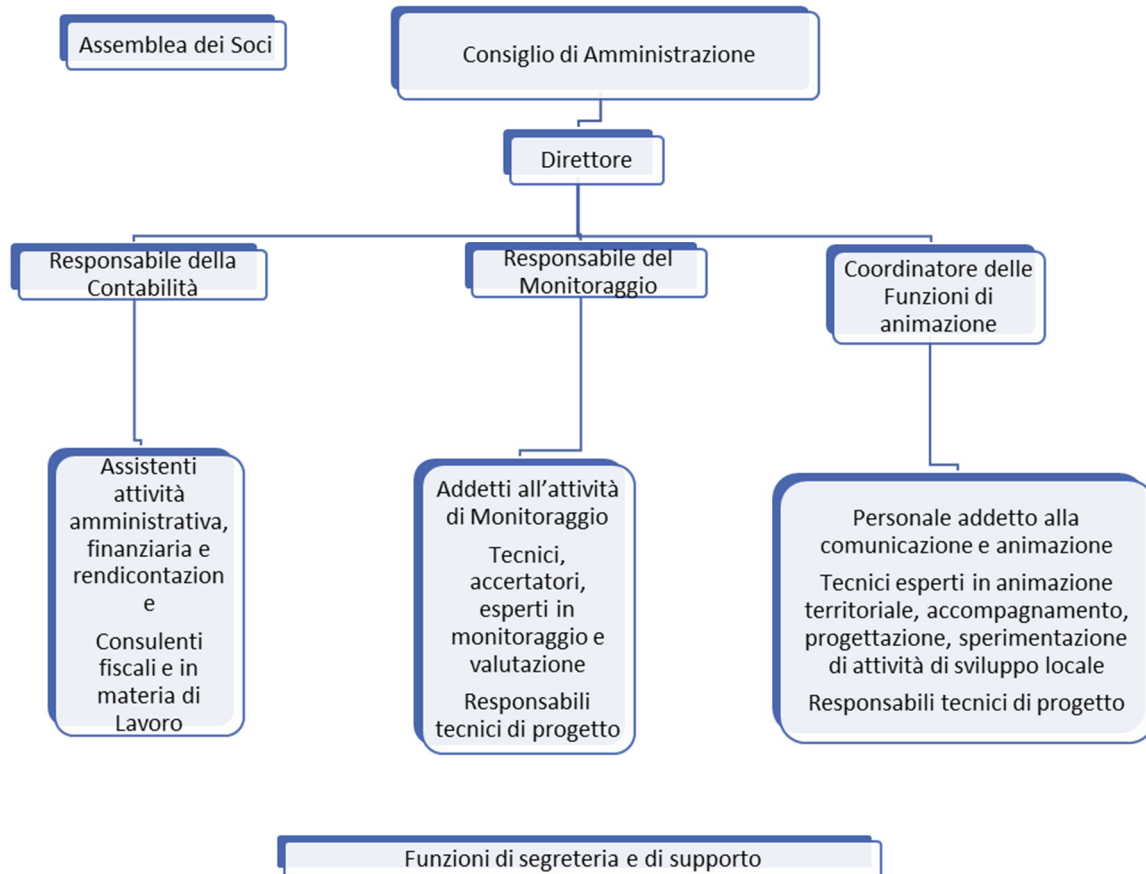 Assemblea dei Soci
Consiglio di Amministrazione
Direttore
Responsabile della
Contabilità
Responsabile del
Monitoraggio
Coordinatore delle
Funzioni di
animazione
Assistenti
attività
amministrativa,
finanziaria e
rendicontazion
e
Consulenti
fiscali e in
materia di
Lavoro
Addetti all’attività
di Monitoraggio
Tecnici,
accertatori,
esperti in
monitoraggio e
valutazione
Responsabili
tecnici di progetto
Personale addetto alla
comunicazione e animazione
Tecnici esperti in animazione
territoriale, accompagnamento,
progettazione, sperimentazione
di attività di sviluppo locale
Responsabili tecnici di progetto
Funzioni di segreteria e di supporto